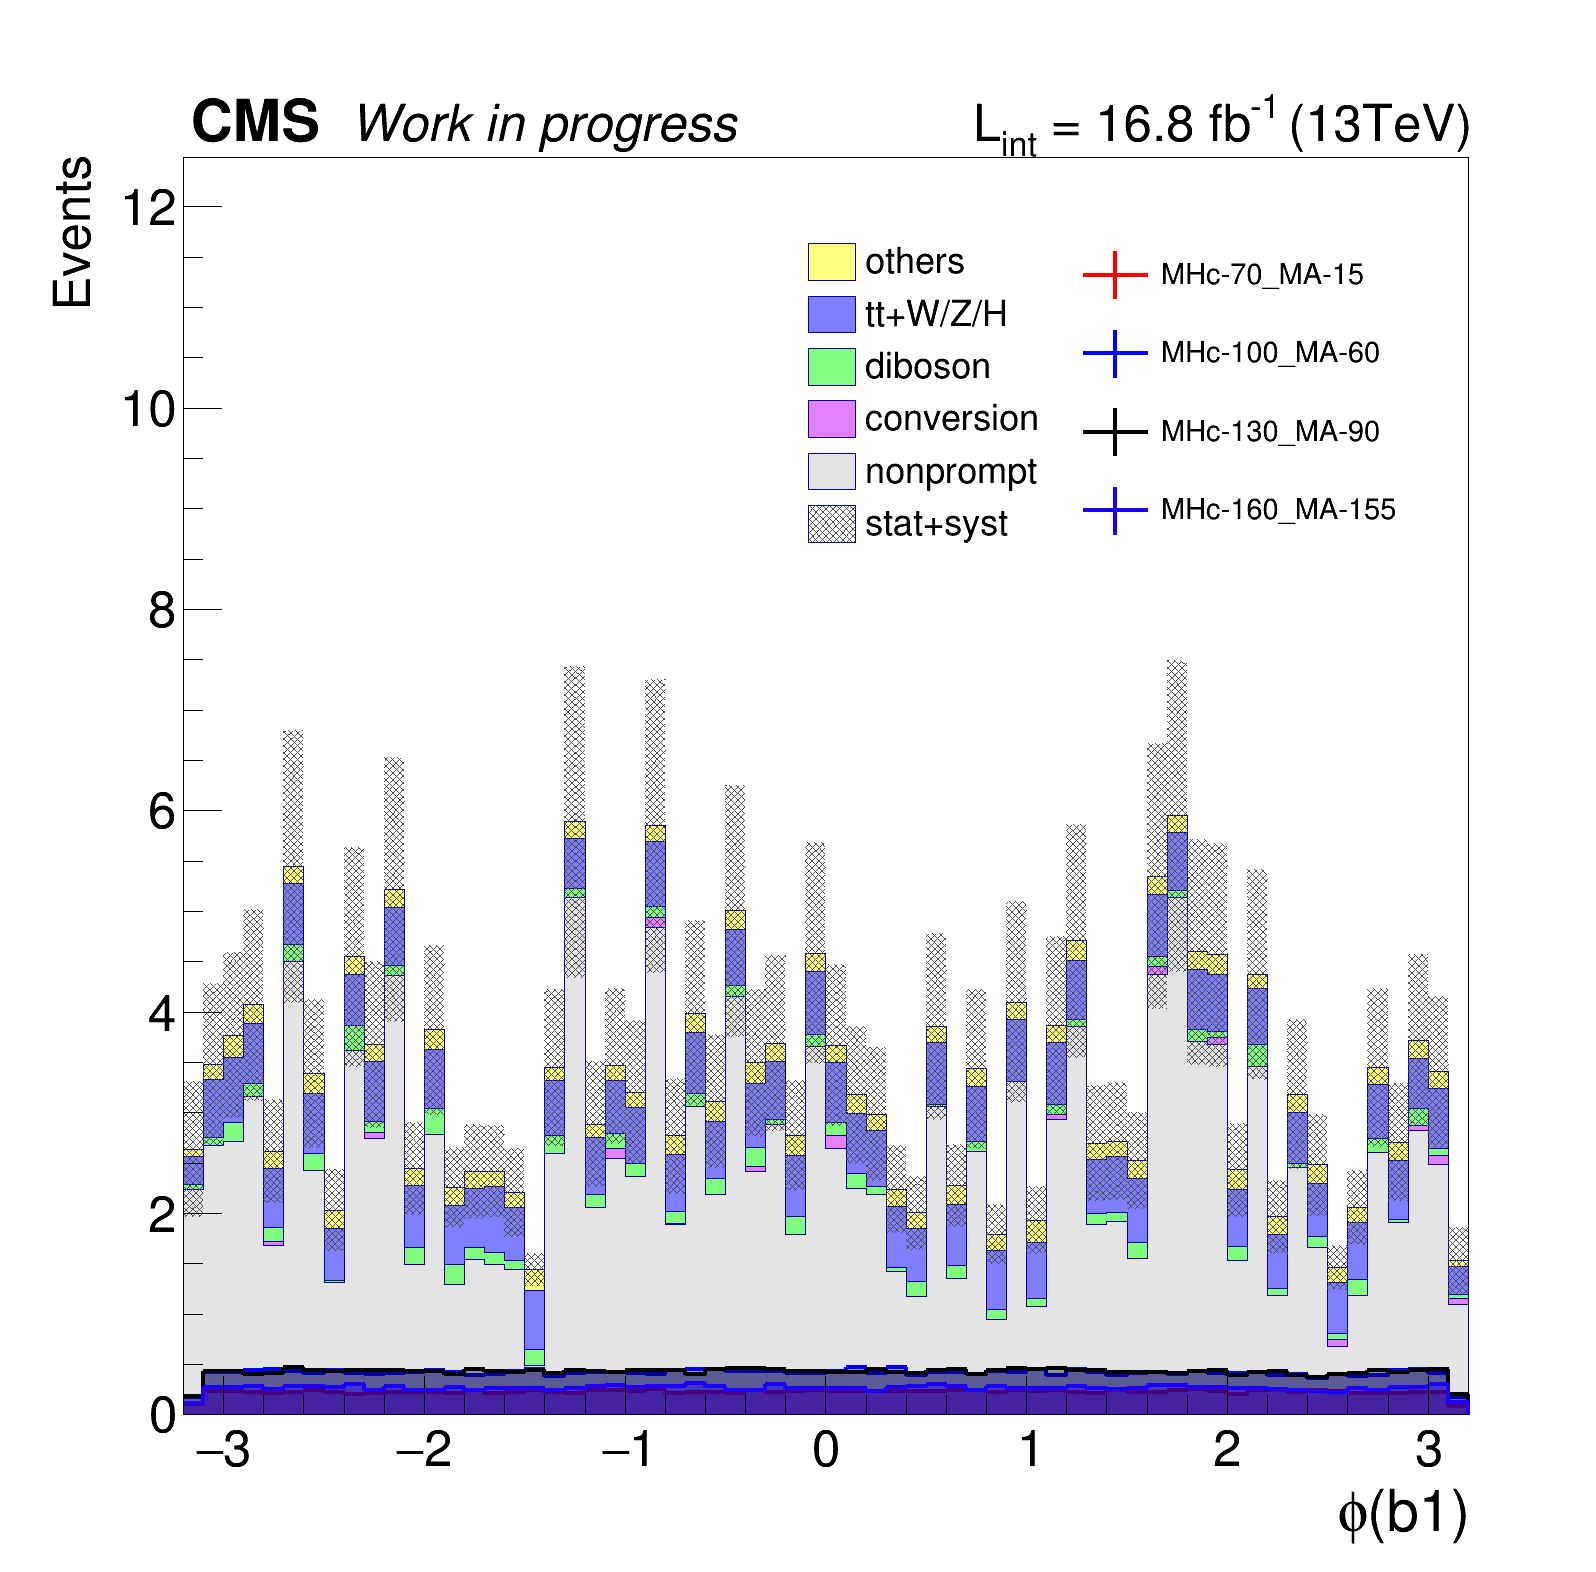 CMS Work in progress
L_int = 16.8 fb^-1 (13TeV)
Events
12
10
8
6
4
2
0
others
tt+W/Z/H
diboson
conversion
nonprompt
stat+syst
MHc-70_MA-15
MHc-100_MA-60
MHc-130_MA-90
MHc-160_MA-155
−3 −2 −1 0 1 2 3
ϕ(b1)